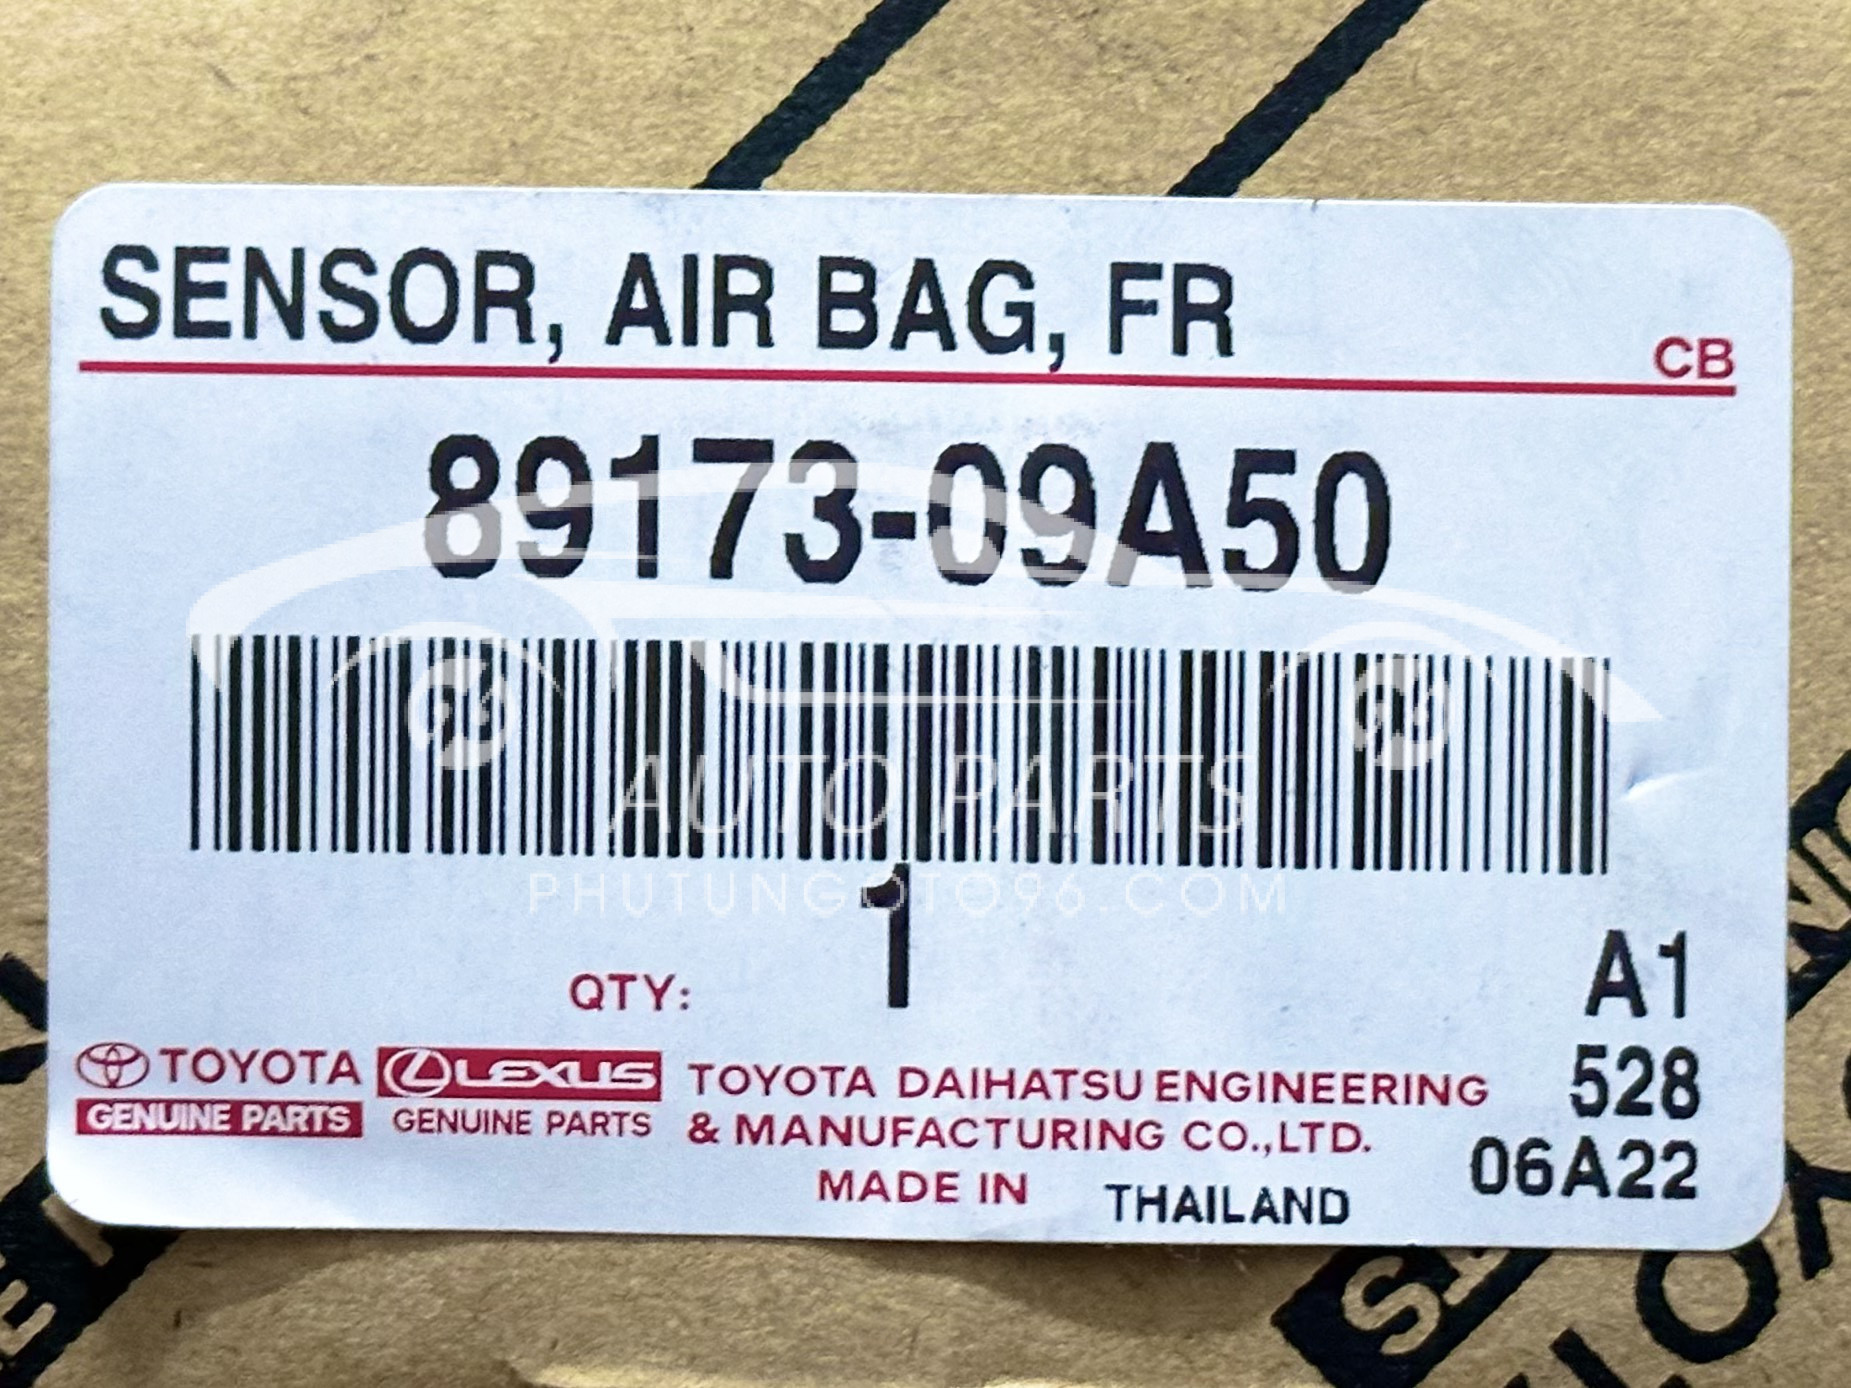 SENSOR, AIR BAG, FR
CB
89173-09A50
AUTO PARTS
PHUTUNGOTO96.COM
1
QTY:
A1
528
06A22
TOYOTA
GENUINE PARTS
LEXUS
GENUINE PARTS
TOYOTA DAIHATSU ENGINEERING
& MANUFACTURING CO.,LTD.
MADE IN THAILAND